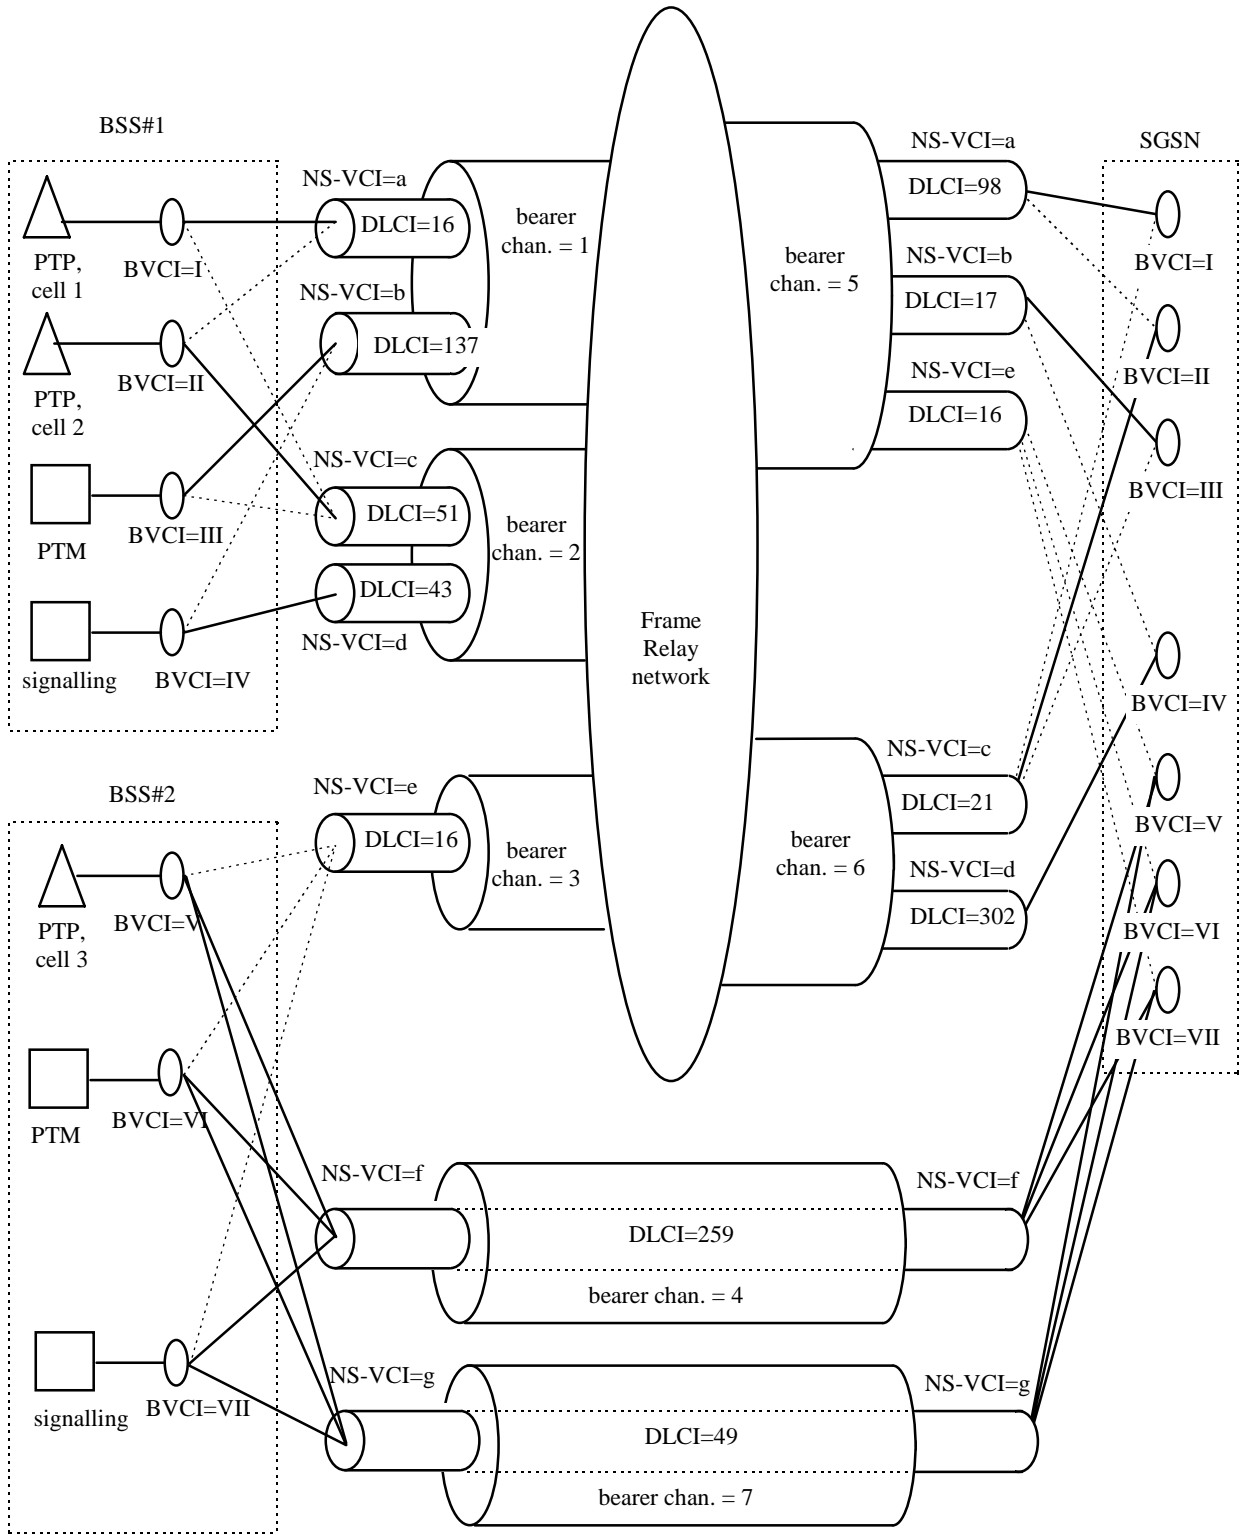 BSS#1
PTP,
cell 1
BVCI=I
PTP,
cell 2
BVCI=II
PTM
BVCI=III
signalling
BVCI=IV
NS-VCI=a
DLCI=16
NS-VCI=b
DLCI=137
bearer
chan. = 1
NS-VCI=c
DLCI=51
DLCI=43
NS-VCI=d
bearer
chan. = 2
Frame
Relay
network
bearer
chan. = 5
NS-VCI=a
DLCI=98
NS-VCI=b
DLCI=17
NS-VCI=e
DLCI=16
SGSN
BVCI=I
BVCI=II
BVCI=III
BVCI=IV
BVCI=V
BVCI=VI
BVCI=VII
BSS#2
PTP,
cell 3
BVCI=V
PTM
BVCI=VI
signalling
BVCI=VII
NS-VCI=e
DLCI=16
bearer
chan. = 3
bearer
chan. = 6
NS-VCI=c
DLCI=21
NS-VCI=d
DLCI=302
NS-VCI=f
DLCI=259
bearer chan. = 4
NS-VCI=f
NS-VCI=g
DLCI=49
bearer chan. = 7
NS-VCI=g